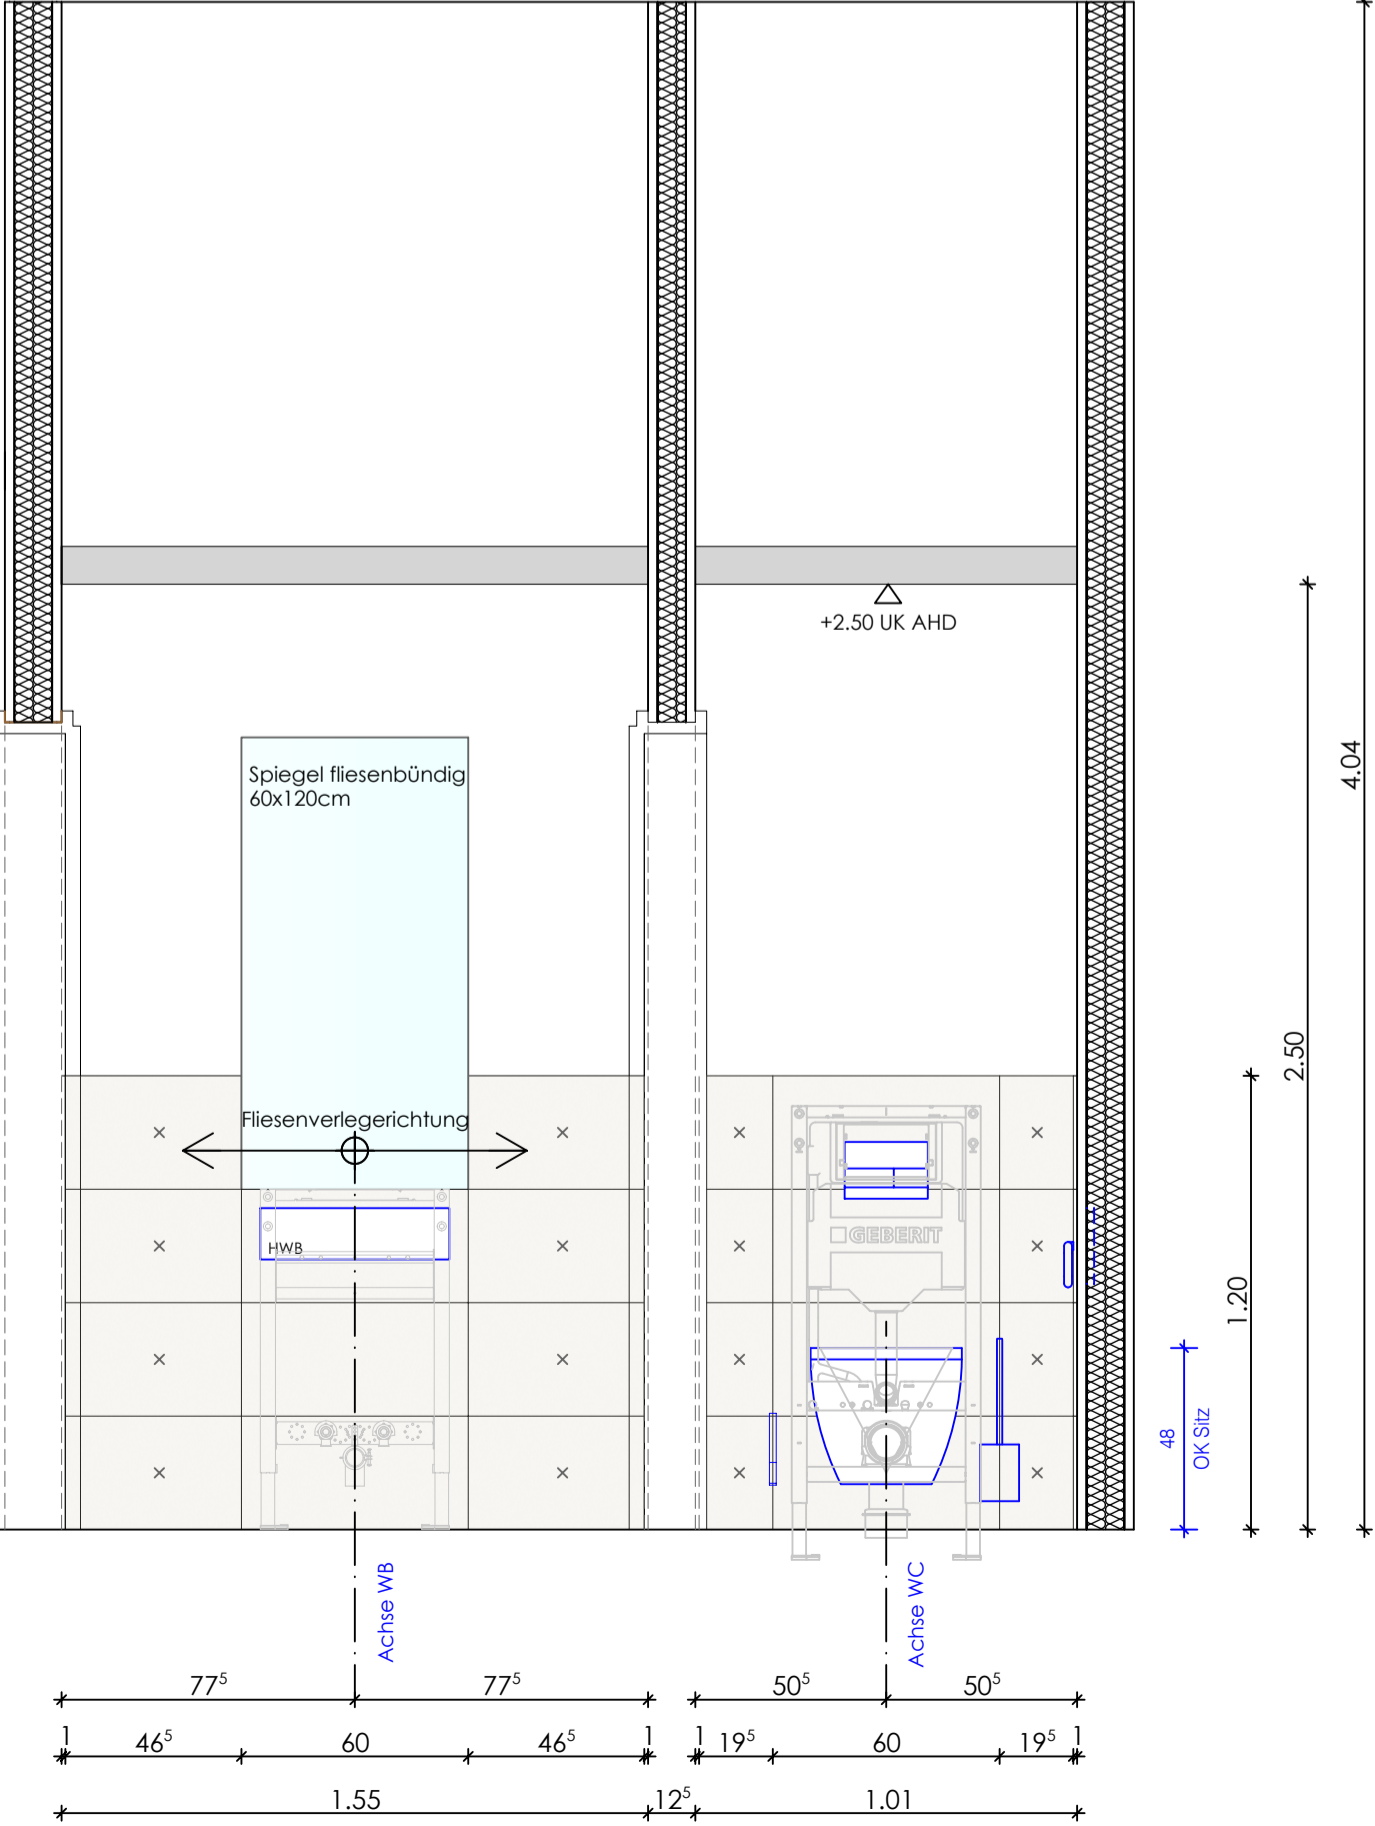 +2.50 UK AHD
4.04
Spiegel fliesenbündig
60x120cm
2.50
Fliesenverlegerichtung
GEBERIT
HWB
1.20
48
OK Sitz
Achse WB
Achse WC
77⁵ 77⁵ 50⁵ 50⁵
1 46⁵ 60 46⁵ 1 1 19⁵ 60 19⁵ 1
1.55 12⁵ 1.01